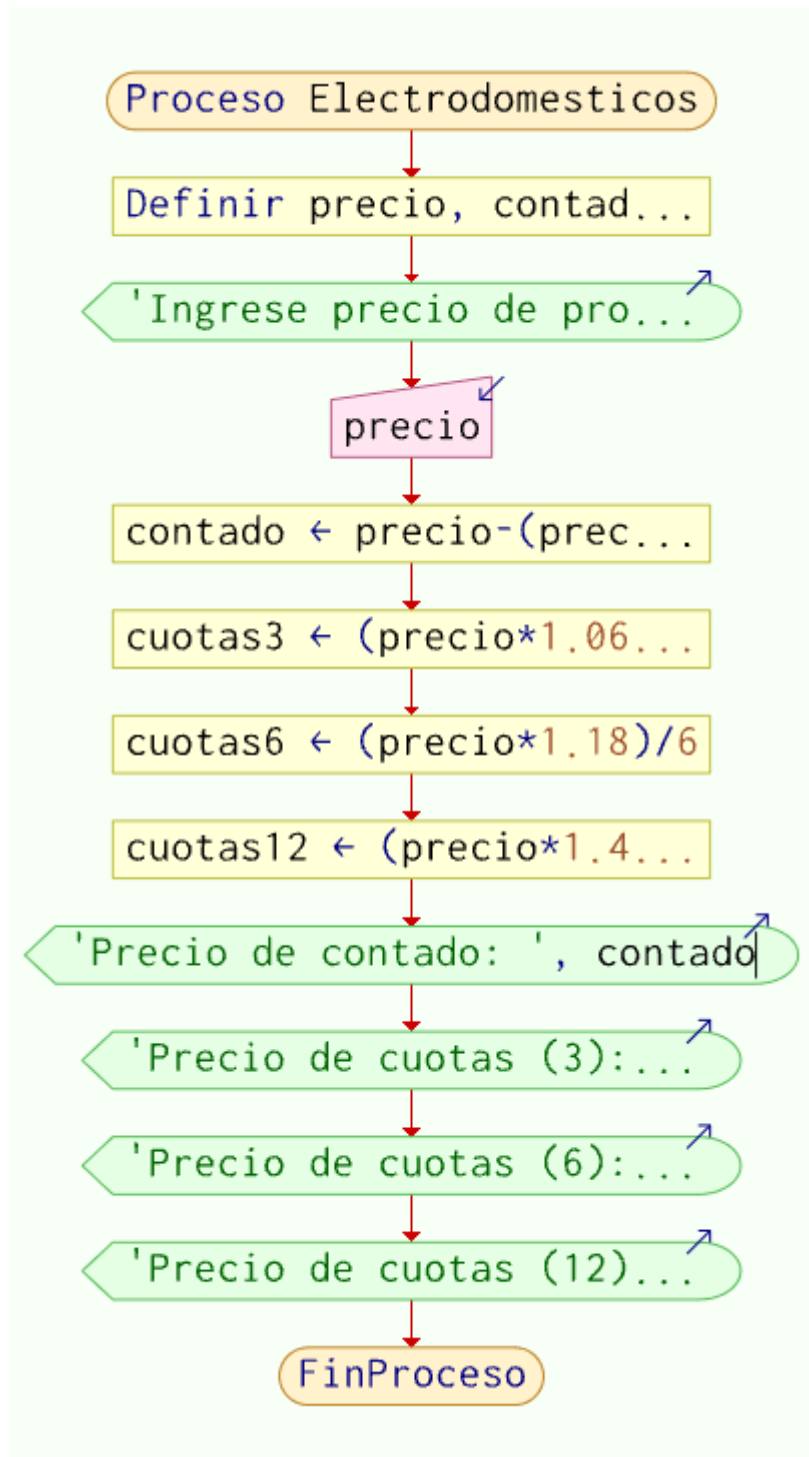 Proceso Electrodomesticos
Definir precio, contad...
'Ingrese precio de pro...
precio
contado ← precio-(prec...
cuotas3 ← (precio*1.06...
cuotas6 ← (precio*1.18)/6
cuotas12 ← (precio*1.4...
'Precio de contado: ', contado
'Precio de cuotas (3):...
'Precio de cuotas (6):...
'Precio de cuotas (12)...
FinProceso